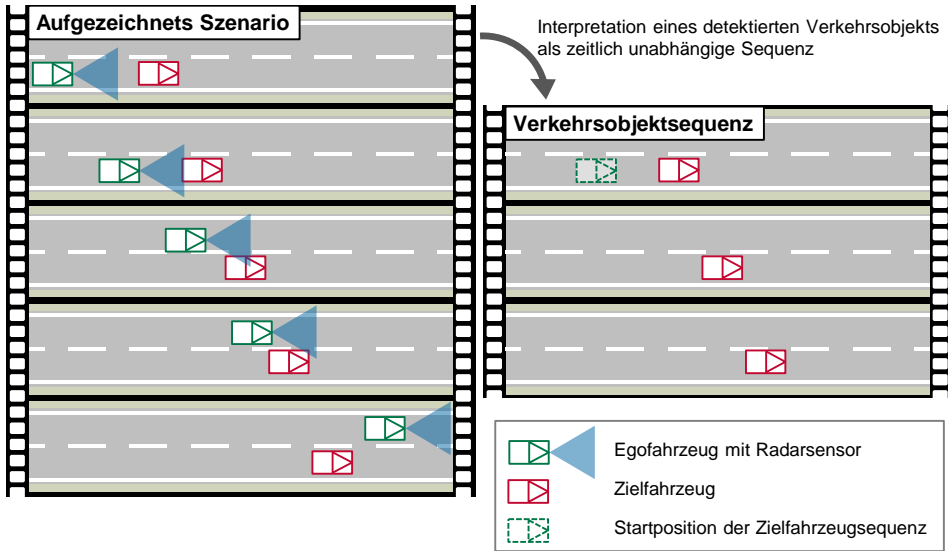 Aufgezeichnets Szenario
Interpretation eines detektierten Verkehrsobjekts
als zeitlich unabhängige Sequenz
Verkehrsobjektsequenz
Egofahrzeug mit Radarsensor
Zielfahrzeug
Startposition der Zielfahrzeugsequenz